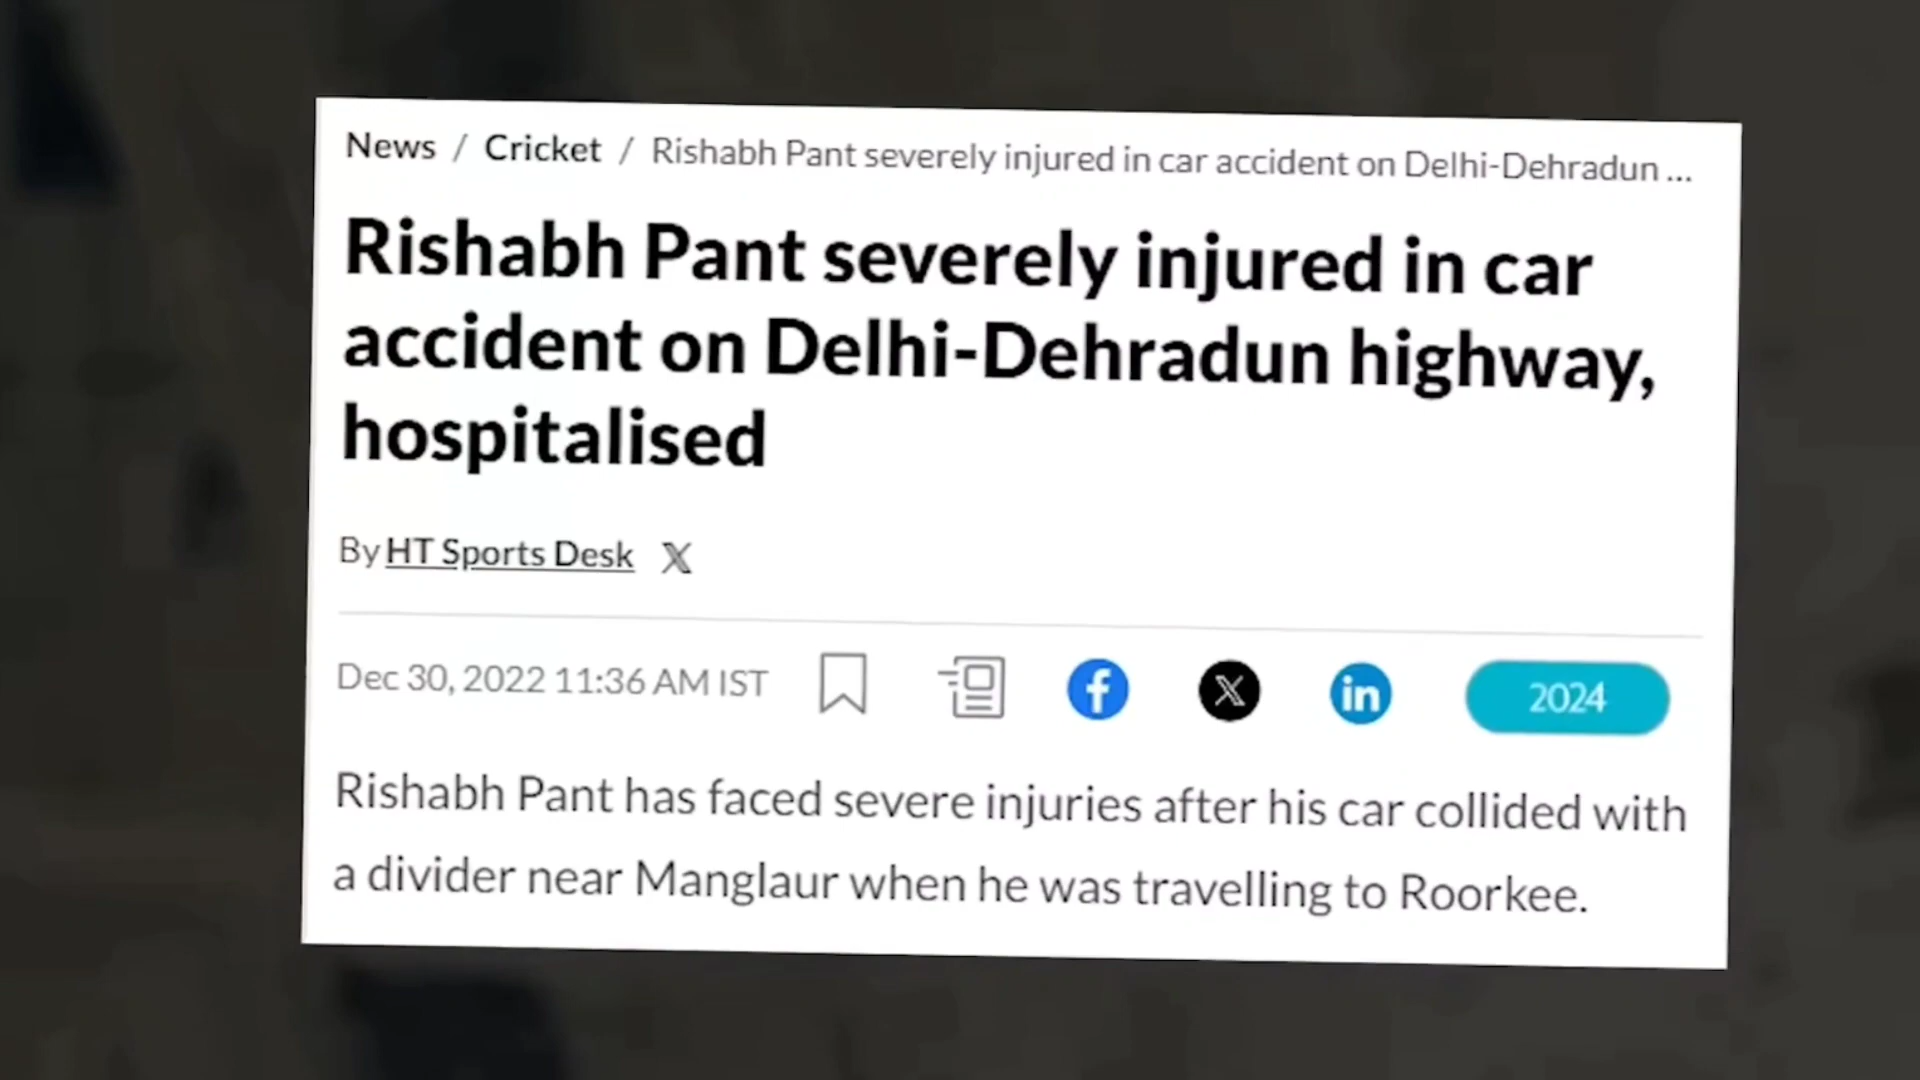 News / Cricket / Rishabh Pant severely injured in car accident on Delhi-Dehradun ...
Rishabh Pant severely injured in car
accident on Delhi-Dehradun highway,
hospitalised
By HT Sports Desk X
Dec 30, 2022 11:36 AM IST f X in 2024
Rishabh Pant has faced severe injuries after his car collided with
a divider near Manglaur when he was travelling to Roorkee.